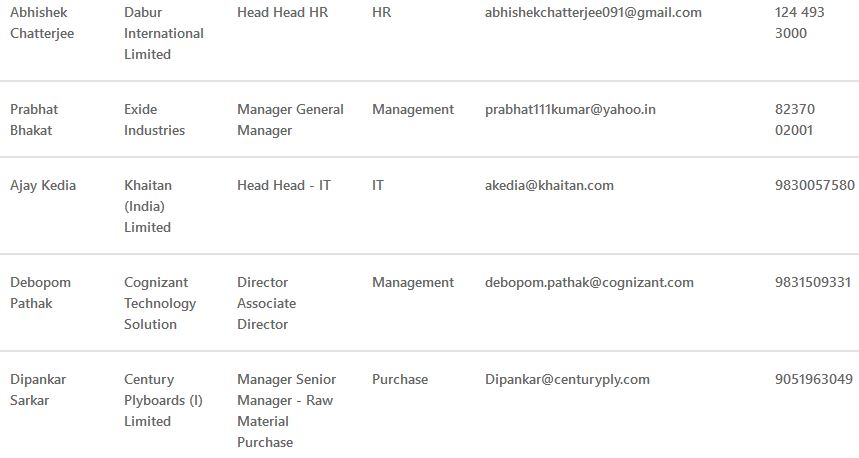 Abhishek Dabur Head Head HR HR abhishekchatterjee091@gmail.com 124 493
Chatterjee International 3000
Limited
Prabhat Exide Manager General Management prabhat111kumar@yahoo.in 82370
Bhakat Industries Manager 02001
Ajay Kedia Khaitan Head Head - IT IT akedia@khaitan.com 9830057580
(India)
Limited
Debopom Cognizant Director Management debopom.pathak@cognizant.com 9831509331
Pathak Technology Associate
Solution Director
Dipankar Century Manager Senior Purchase Dipankar@centuryply.com 9051963049
Sarkar Plyboards (I) Manager - Raw
Limited Material
Purchase